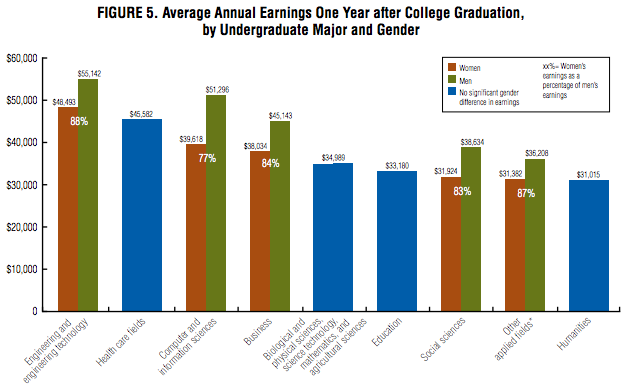 FIGURE 5. Average Annual Earnings One Year after College Graduation,
by Undergraduate Major and Gender
$60,000
$50,000
$40,000
$30,000
$20,000
$10,000
0
Women
Men
No significant gender
difference in earnings
xx%= Women's
earnings as a
percentage of men's
earnings
$48,493
$55,142
88%
$45,582
$39,618
$51,296
77%
$38,034
$45,143
84%
$34,989
$33,180
$31,924
$38,634
83%
$31,382
$36,208
87%
$31,015
Engineering and
engineering technology
Health care fields
Computer and
information sciences
Business
Biological and
physical sciences,
science technology,
mathematics, and
agricultural sciences
Education
Social sciences
Other
applied fields*
Humanities